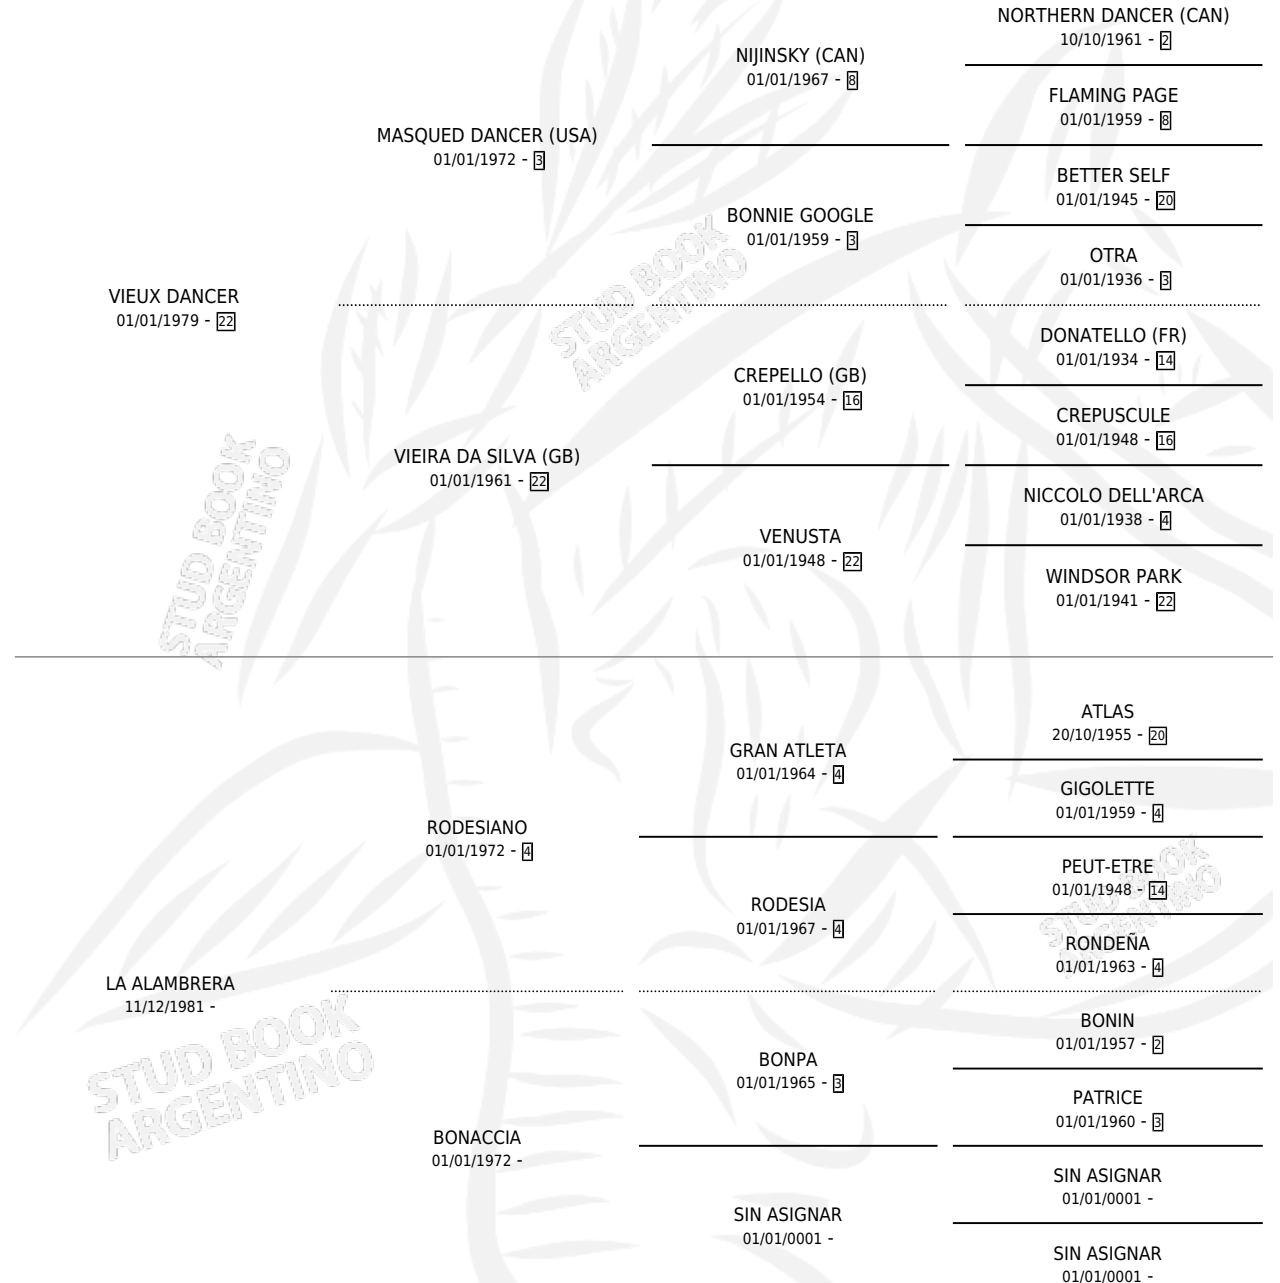 NORTHERN DANCER (CAN)
10/10/1961 - 2
NIJINSKY (CAN)
01/01/1967 - 8
FLAMING PAGE
01/01/1959 - 8
MASQUED DANCER (USA)
01/01/1972 - 3
BETTER SELF
01/01/1945 - 20
BONNIE GOOGLE
01/01/1959 - 3
OTRA
01/01/1936 - 3
VIEUX DANCER
01/01/1979 - 22
DONATELLO (FR)
01/01/1934 - 14
CREPELLO (GB)
01/01/1954 - 16
CREPUSCULE
01/01/1948 - 16
VIEIRA DA SILVA (GB)
01/01/1961 - 22
NICCOLO DELL'ARCA
01/01/1938 - 4
VENUSTA
01/01/1948 - 22
WINDSOR PARK
01/01/1941 - 22
ATLAS
20/10/1955 - 20
GRAN ATLETA
01/01/1964 - 4
GIGOLETTE
01/01/1959 - 4
RODESIANO
01/01/1972 - 4
PEUT-ETRE
01/01/1948 - 14
RODESIA
01/01/1967 - 4
RONDEÑA
01/01/1963 - 4
LA ALAMBRERA
11/12/1981 -
BONIN
01/01/1957 - 2
BONPA
01/01/1965 - 3
PATRICE
01/01/1960 - 3
BONACCIA
01/01/1972 -
SIN ASIGNAR
01/01/0001 -
SIN ASIGNAR
01/01/0001 -
SIN ASIGNAR
01/01/0001 -
STUD BOOK
ARGENTINO
STUD BOOK
ARGENTINO
STUD BOOK
ARGENTINO
STUD BOOK
ARGENTINO